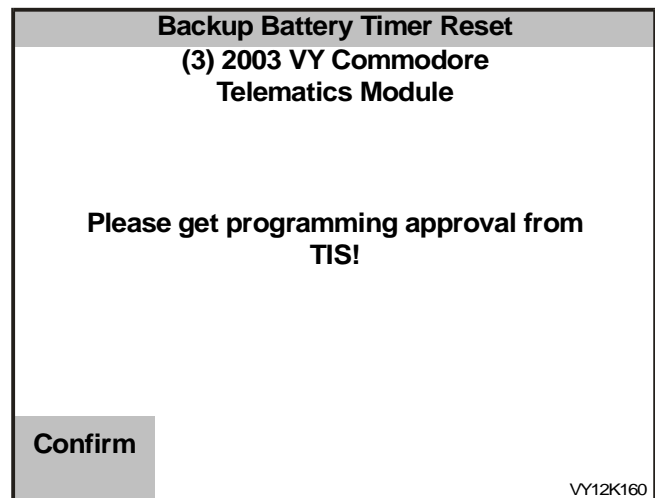 Backup Battery Timer Reset
(3) 2003 VY Commodore
Telematics Module
Please get programming approval from
TIS!
Confirm
VY12K160